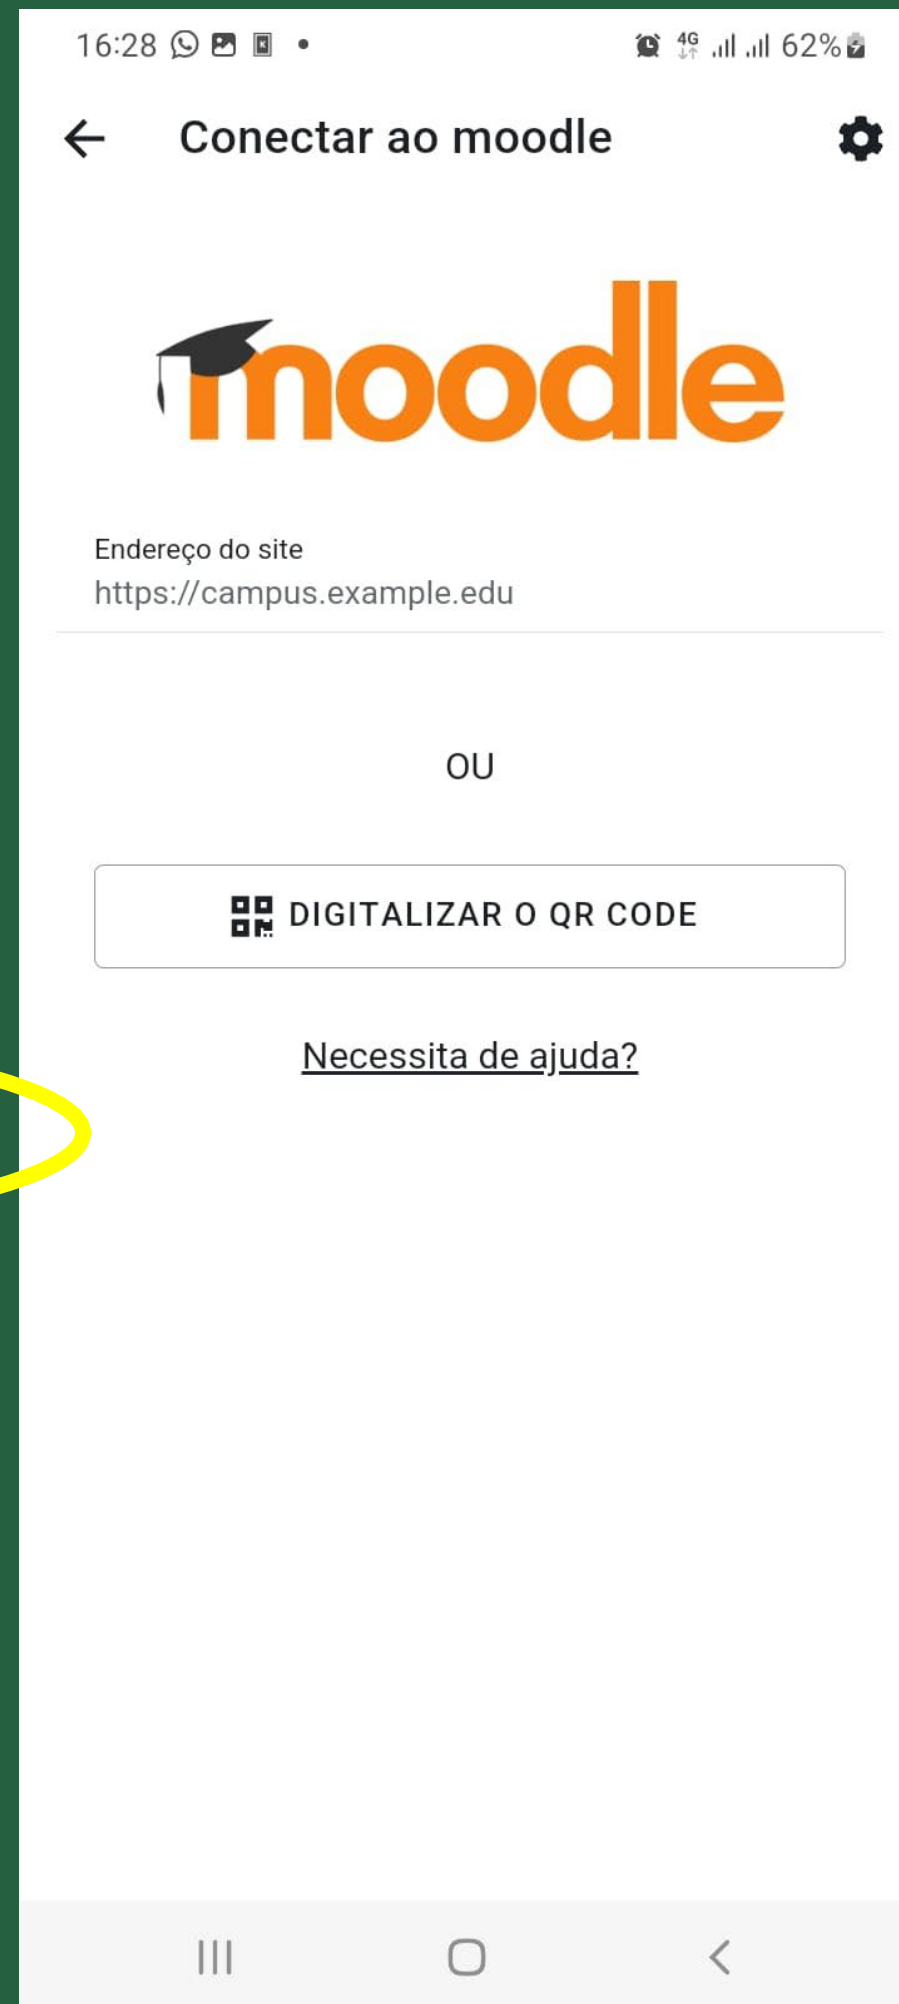 16:28
4G
62%
Conectar ao moodle
moodle
Endereço do site
https://campus.example.edu
OU
DIGITALIZAR O QR CODE
Necessita de ajuda?